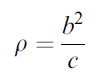 ρ = b²/c